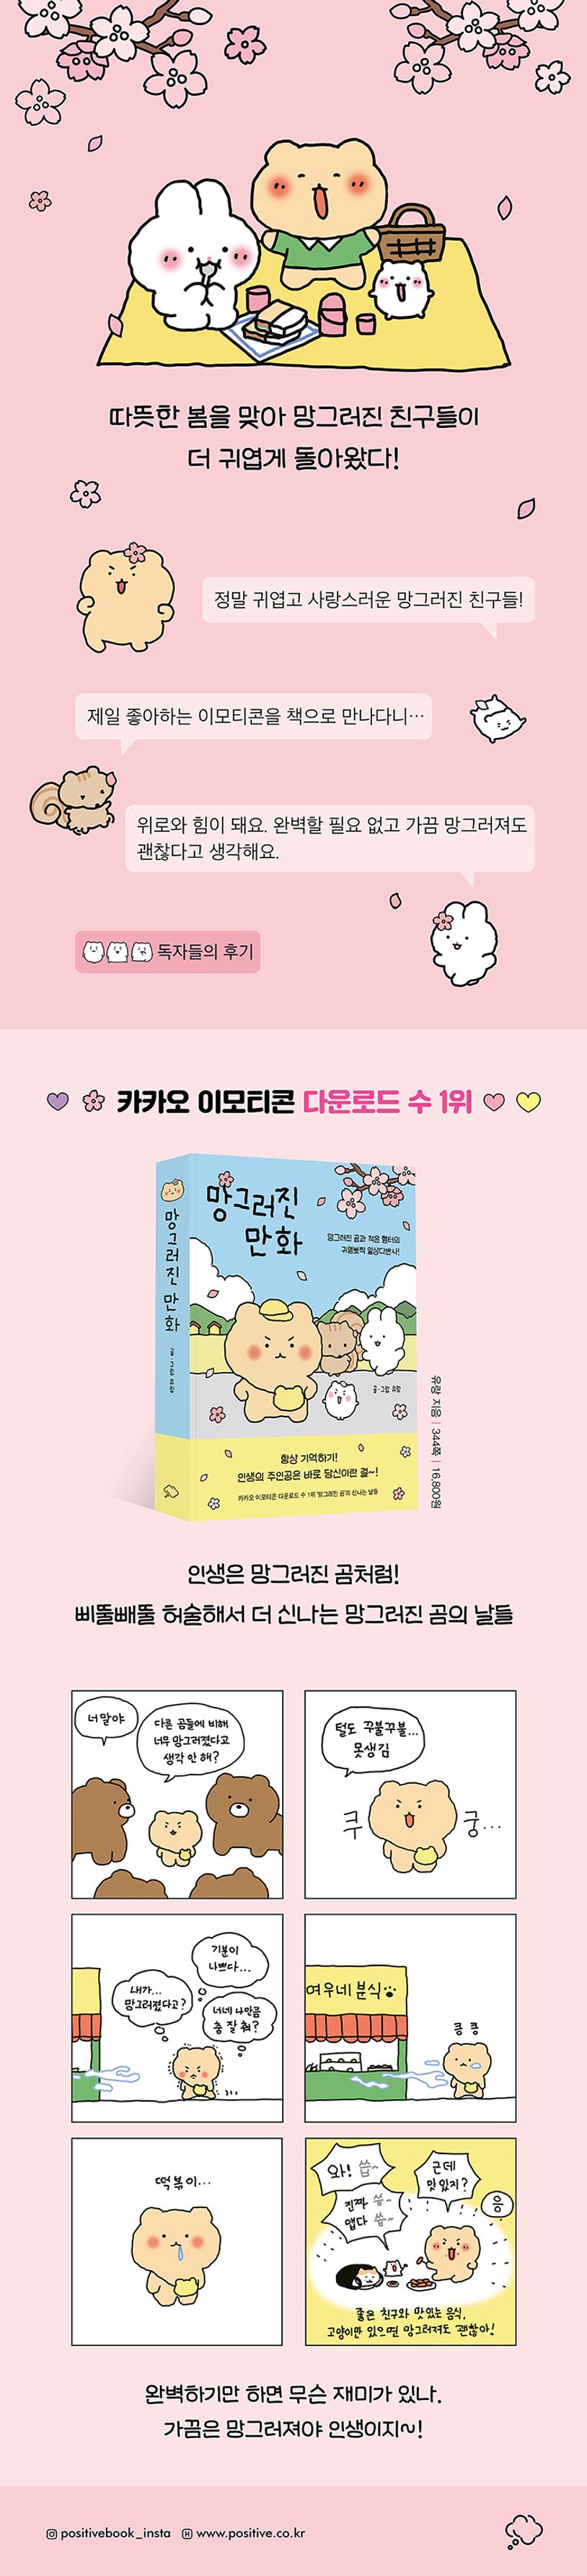 따뜻한 봄을 맞아 망그러진 친구들이
더 귀엽게 돌아왔다!
정말 귀엽고 사랑스러운 망그러진 친구들!
제일 좋아하는 이모티콘을 책으로 만나다니…
위로와 힘이 돼요. 완벽할 필요 없고 가끔 망그러져도
괜찮다고 생각해요.
독자들의 후기
카카오 이모티콘 다운로드 수 1위
망그러진 만화
글·그림 유랑
망그러진
만화
망그러진 곰과 작은 햄터의
귀염뽀짝 일상다반사!
글·그림 유랑
항상 기억하기!
인생의 주인공은 바로 당신이란 걸~!
카카오 이모티콘 다운로드 수 1위 '망그러진 곰'의 신나는 날들
유랑 지음 | 344쪽 | 16,800원
인생은 망그러진 곰처럼!
삐뚤빼뚤 허술해서 더 신나는 망그러진 곰의 날들
너 말야
다른 곰들에 비해
너무 망그러졌다고
생각 안 해?
털도 꾸불꾸불...
못생김
쿠
궁...
기분이
나쁘다...
내가...
망그러졌다고?
너네 나만큼
춤 잘 춰?
여우네 분식
킁 킁
떡볶이...
와! 씁~
진짜 씁~
맵다 씁~
근데
맛있지?
응
좋은 친구와 맛있는 음식,
고양이만 있으면 망그러져도 괜찮아!
완벽하기만 하면 무슨 재미가 있나.
가끔은 망그러져야 인생이지~!
positivebook_insta
www.positive.co.kr